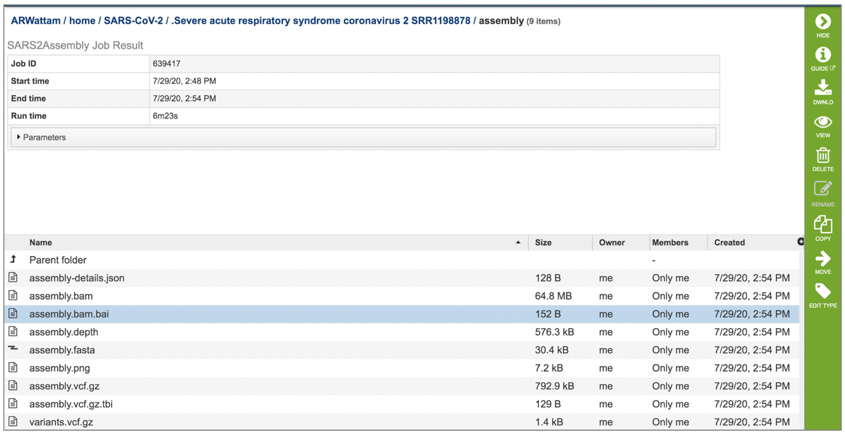 ARWattam / home / SARS-CoV-2 / .Severe acute respiratory syndrome coronavirus 2 SRR1198878 / assembly (9 items)
SARS2Assembly Job Result
Job ID 639417
Start time 7/29/20, 2:48 PM
End time 7/29/20, 2:54 PM
Run time 6m23s
Parameters
Name Size Owner Members Created
Parent folder -
assembly-details.json 128 B me Only me 7/29/20, 2:54 PM
assembly.bam 64.8 MB me Only me 7/29/20, 2:54 PM
assembly.bam.bai 152 B me Only me 7/29/20, 2:54 PM
assembly.depth 576.3 kB me Only me 7/29/20, 2:54 PM
assembly.fasta 30.4 kB me Only me 7/29/20, 2:54 PM
assembly.png 7.2 kB me Only me 7/29/20, 2:54 PM
assembly.vcf.gz 792.9 kB me Only me 7/29/20, 2:54 PM
assembly.vcf.gz.tbi 129 B me Only me 7/29/20, 2:54 PM
variants.vcf.gz 1.4 kB me Only me 7/29/20, 2:54 PM
HIDE
GUIDE
DWNLD
VIEW
DELETE
RENAME
COPY
MOVE
EDIT TYPE